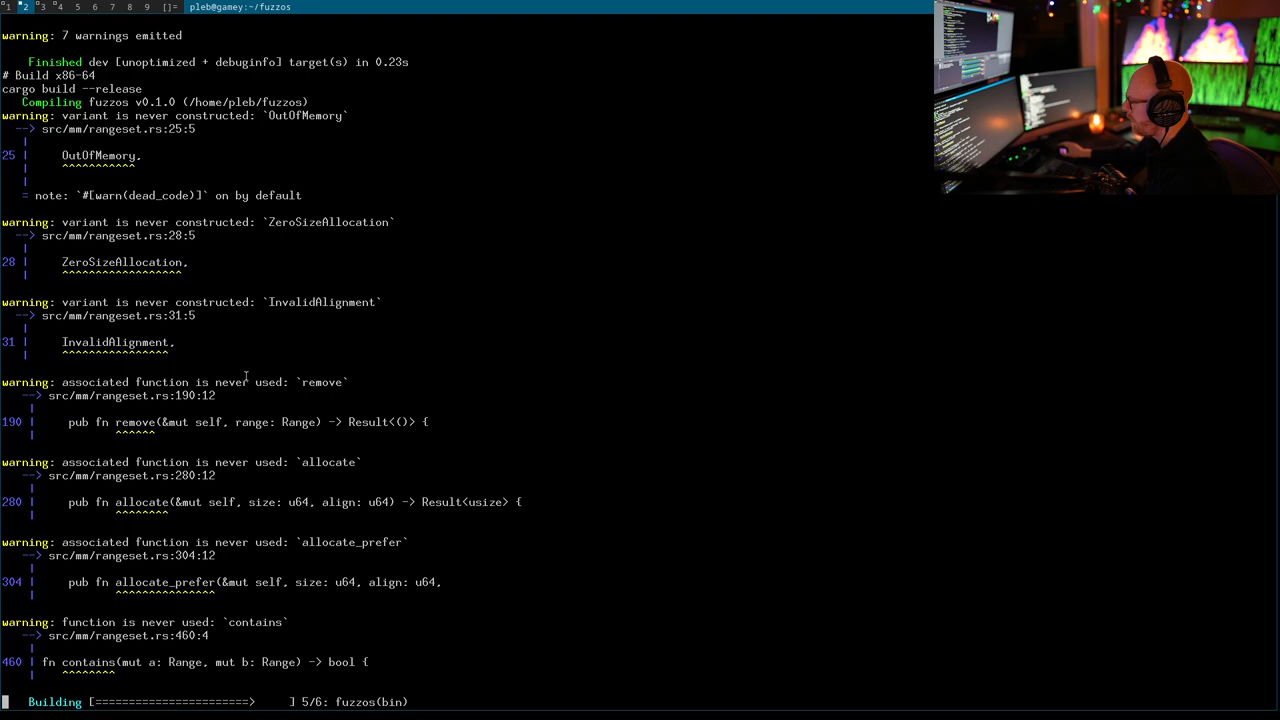 1 2 3 4 5 6 7 8 9 []= pleb@gamey:~/fuzzos
warning: 7 warnings emitted
Finished dev [unoptimized + debuginfo] target(s) in 0.23s
# Build x86-64
cargo build --release
Compiling fuzzos v0.1.0 (/home/pleb/fuzzos)
warning: variant is never constructed: `OutOfMemory`
--> src/mm/rangeset.rs:25:5
|
25 |     OutOfMemory,
|     ^^^^^^^^^^^
|
= note: `#[warn(dead_code)]` on by default
warning: variant is never constructed: `ZeroSizeAllocation`
--> src/mm/rangeset.rs:28:5
|
28 |     ZeroSizeAllocation,
|     ^^^^^^^^^^^^^^^^^^
warning: variant is never constructed: `InvalidAlignment`
--> src/mm/rangeset.rs:31:5
|
31 |     InvalidAlignment,
|     ^^^^^^^^^^^^^^^^
warning: associated function is never used: `remove`
--> src/mm/rangeset.rs:190:12
|
190 |     pub fn remove(&mut self, range: Range) -> Result<()> {
|            ^^^^^^
warning: associated function is never used: `allocate`
--> src/mm/rangeset.rs:280:12
|
280 |     pub fn allocate(&mut self, size: u64, align: u64) -> Result<usize> {
|            ^^^^^^^^
warning: associated function is never used: `allocate_prefer`
--> src/mm/rangeset.rs:304:12
|
304 |     pub fn allocate_prefer(&mut self, size: u64, align: u64,
|            ^^^^^^^^^^^^^^^
warning: function is never used: `contains`
--> src/mm/rangeset.rs:460:4
|
460 | fn contains(mut a: Range, mut b: Range) -> bool {
|    ^^^^^^^^
Building [=======================>      ] 5/6: fuzzos(bin)